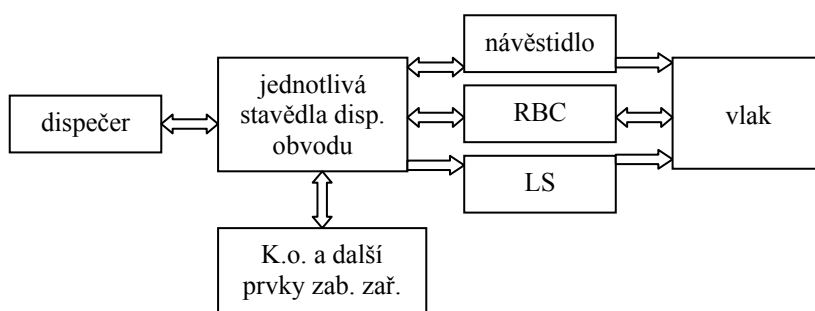 dispečer
jednotlivá
stavědla disp.
obvodu
K.o. a další
prvky zab. zař.
návěstidlo
RBC
LS
vlak